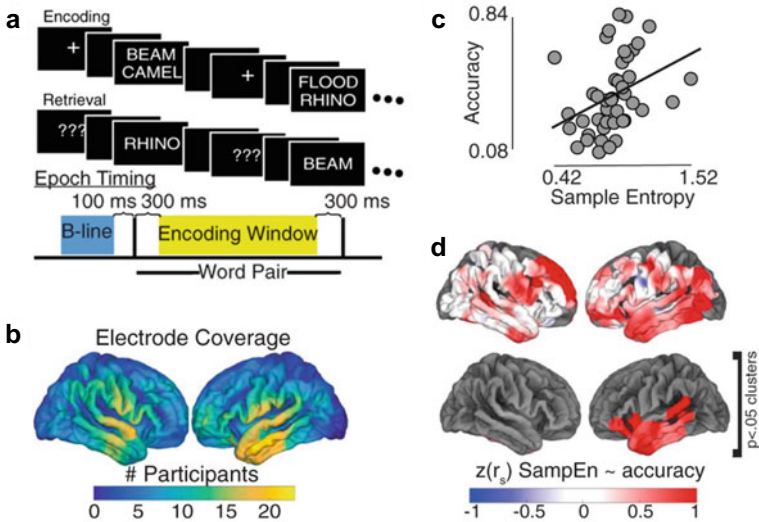 a
Encoding
+
BEAM
CAMEL
+
FLOOD
RHINO
Retrieval
???
RHINO
???
BEAM
Epoch Timing
100 ms 300 ms 300 ms
B-line
Encoding Window
Word Pair
b
Electrode Coverage
# Participants
0 5 10 15 20
c
0.84
Accuracy
0.08
0.42 1.52
Sample Entropy
d
p<.05 clusters
z(rs) SampEn ~ accuracy
-1 -0.5 0 0.5 1